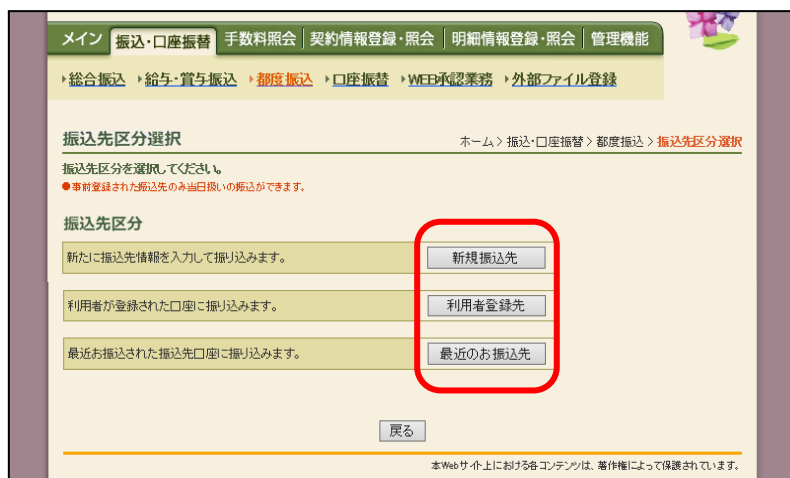 メイン 振込・口座振替 手数料照会 契約情報登録・照会 明細情報登録・照会 管理機能
総合振込 給与・賞与振込 都度振込 口座振替 WEB承認業務 外部ファイル登録
振込先区分選択 ホーム > 振込・口座振替 > 都度振込 > 振込先区分選択
振込先区分を選択してください。
●事前登録された振込先のみ当日扱いの振込ができます。
振込先区分
新たに振込先情報を入力して振り込みます。 新規振込先
利用者が登録された口座に振り込みます。 利用者登録先
最近お振込された振込先口座に振り込みます。 最近のお振込先
戻る
本Webサイト上における各コンテンツは、著作権によって保護されています。